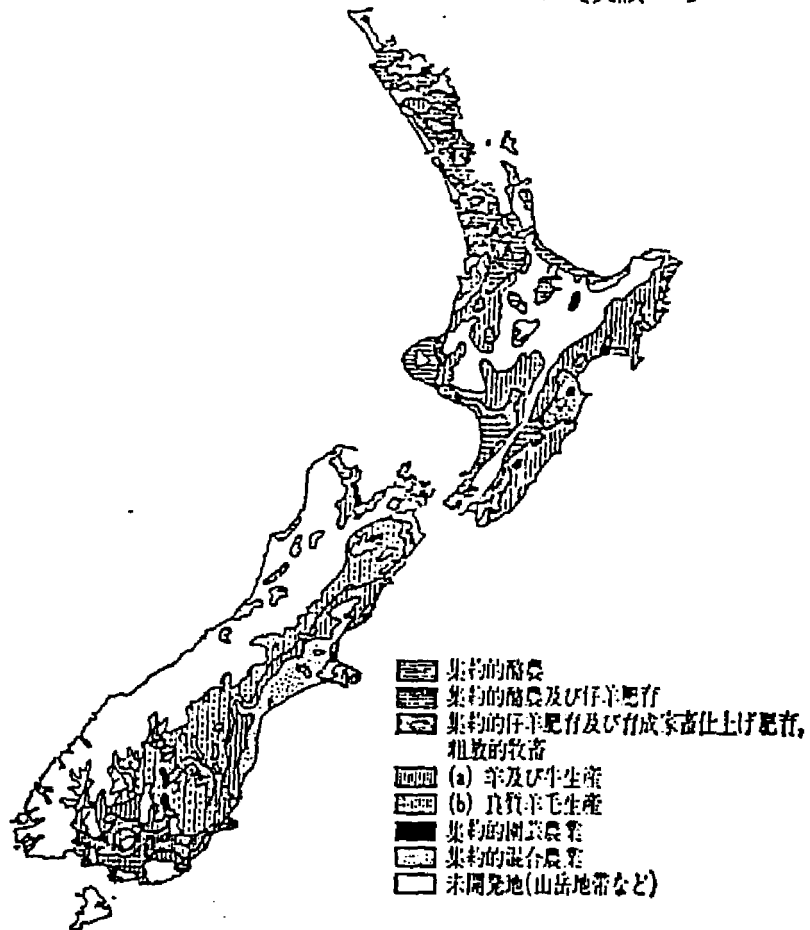 集約的酪農
集約的酪農及び仔羊肥育
集約的仔羊肥育及び育成家畜仕上げ肥育,
粗放的牧畜
(a) 羊及び牛生産
(b) 良質羊毛生産
集約的園芸農業
集約的混合農業
未開発地(山岳地帯など)